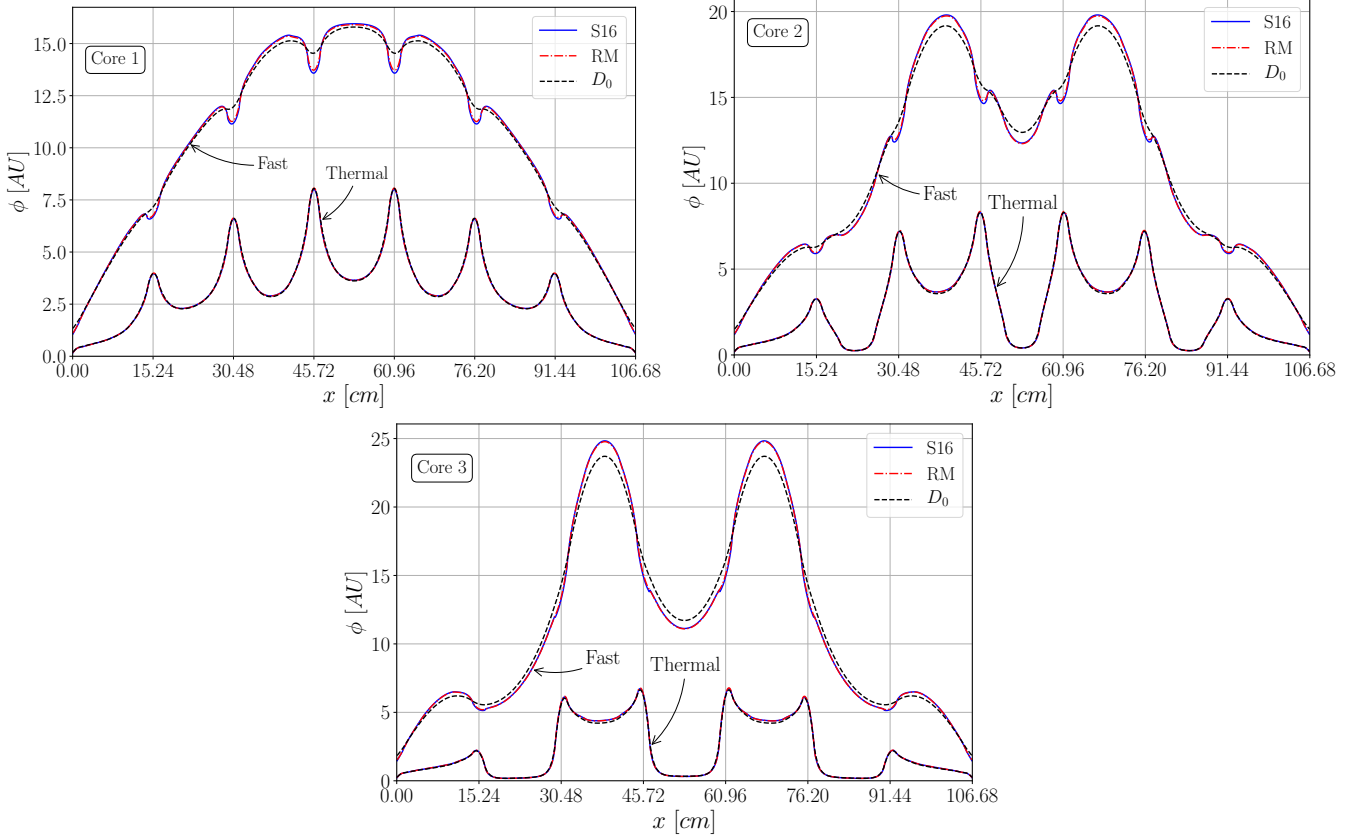 Core 1
S16
RM
D₀
Fast
Thermal
ϕ [AU]
15.0
12.5
10.0
7.5
5.0
2.5
0.0
0.00 15.24 30.48 45.72 60.96 76.20 91.44 106.68
x [cm]
Core 2
S16
RM
D₀
Fast
Thermal
ϕ [AU]
20
15
10
5
0
0.00 15.24 30.48 45.72 60.96 76.20 91.44 106.68
x [cm]
Core 3
S16
RM
D₀
Fast
Thermal
ϕ [AU]
25
20
15
10
5
0
0.00 15.24 30.48 45.72 60.96 76.20 91.44 106.68
x [cm]